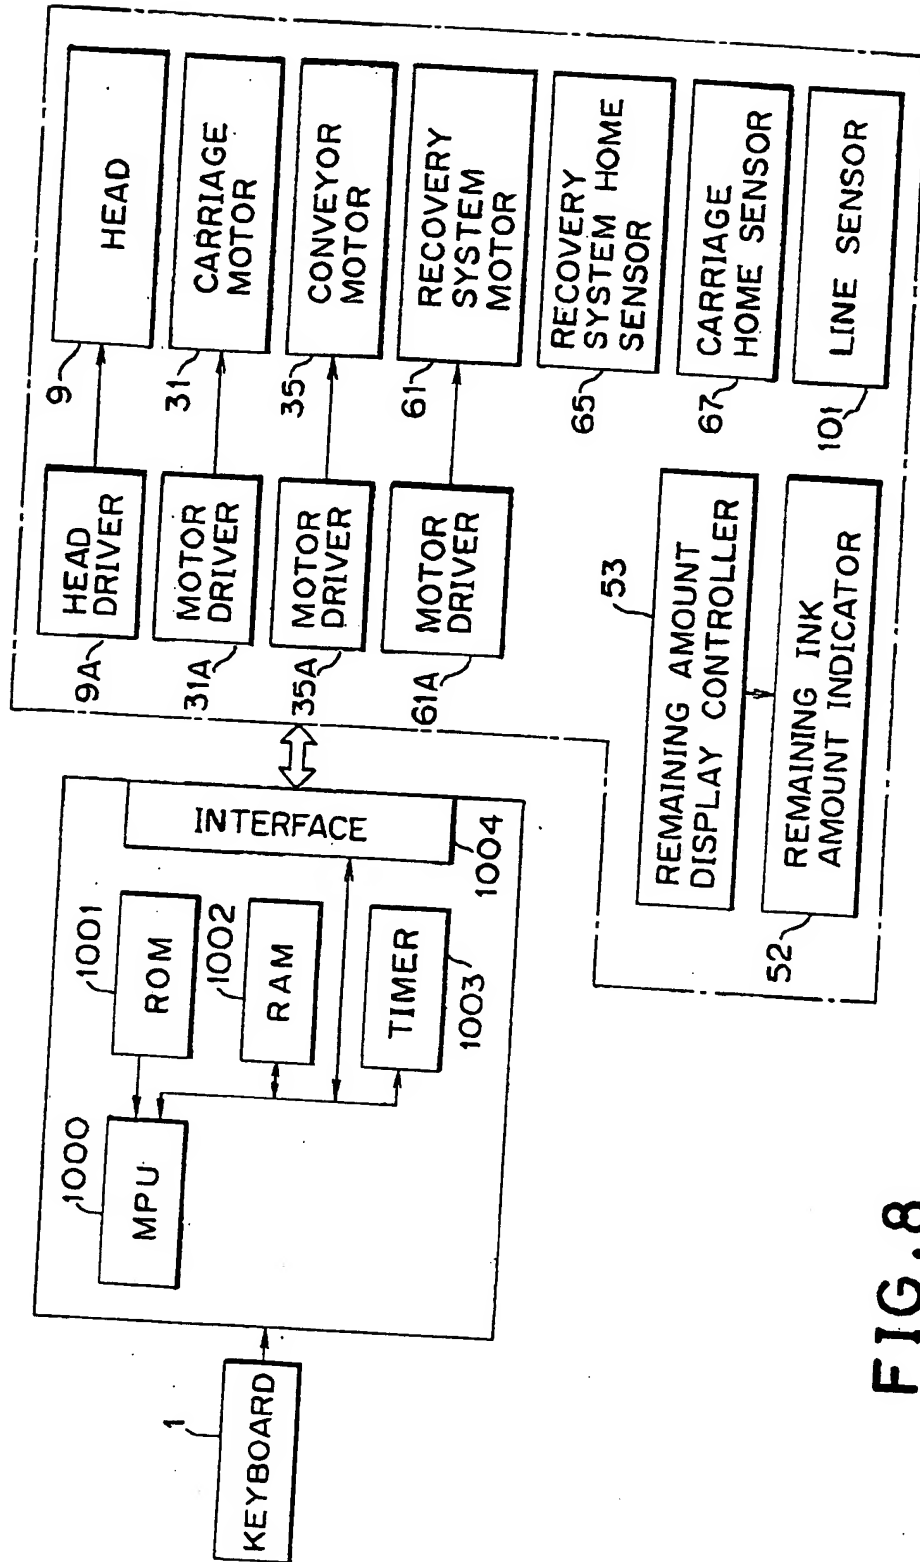 1
KEYBOARD
1000
MPU
1001
ROM
1002
RAM
TIMER
1003
INTERFACE
1004
HEAD
DRIVER
9A
9
HEAD
MOTOR
DRIVER
31A
31
CARRIAGE
MOTOR
MOTOR
DRIVER
35A
35
CONVEYOR
MOTOR
MOTOR
DRIVER
61A
61
RECOVERY
SYSTEM
MOTOR
RECOVERY
SYSTEM HOME
SENSOR
65
CARRIAGE
HOME SENSOR
67
LINE SENSOR
101
53
REMAINING AMOUNT
DISPLAY CONTROLLER
REMAINING INK
AMOUNT INDICATOR
52
FIG.8